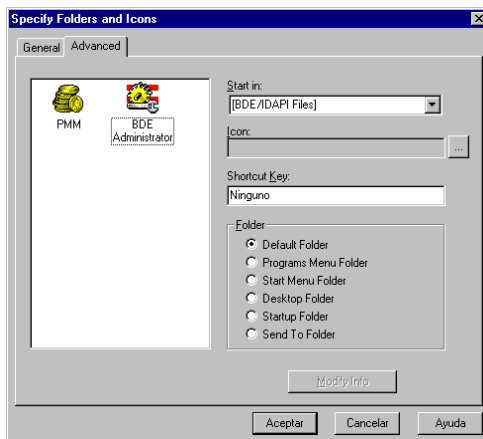 Specify Folders and Icons
General
Advanced
PMM
BDE
Administrator
Start in:
[BDE/IDAPI Files]
Icon:
...
Shortcut Key:
Ninguno
Folder
Default Folder
Programs Menu Folder
Start Menu Folder
Desktop Folder
Startup Folder
Send To Folder
Modify Info
Aceptar
Cancelar
Ayuda